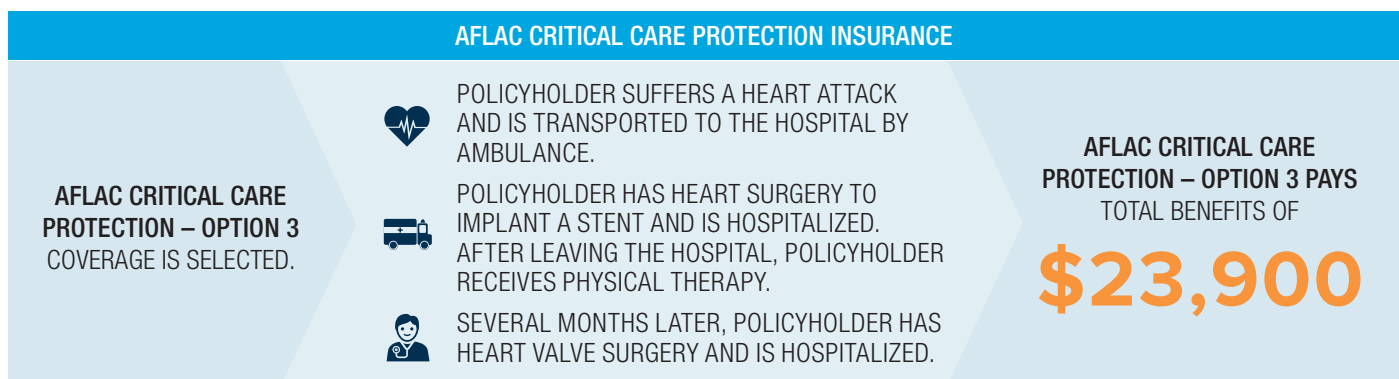 AFLAC CRITICAL CARE PROTECTION INSURANCE
AFLAC CRITICAL CARE
PROTECTION – OPTION 3
COVERAGE IS SELECTED.
POLICYHOLDER SUFFERS A HEART ATTACK
AND IS TRANSPORTED TO THE HOSPITAL BY
AMBULANCE.
POLICYHOLDER HAS HEART SURGERY TO
IMPLANT A STENT AND IS HOSPITALIZED.
AFTER LEAVING THE HOSPITAL, POLICYHOLDER
RECEIVES PHYSICAL THERAPY.
SEVERAL MONTHS LATER, POLICYHOLDER HAS
HEART VALVE SURGERY AND IS HOSPITALIZED.
AFLAC CRITICAL CARE
PROTECTION – OPTION 3 PAYS
TOTAL BENEFITS OF
$23,900